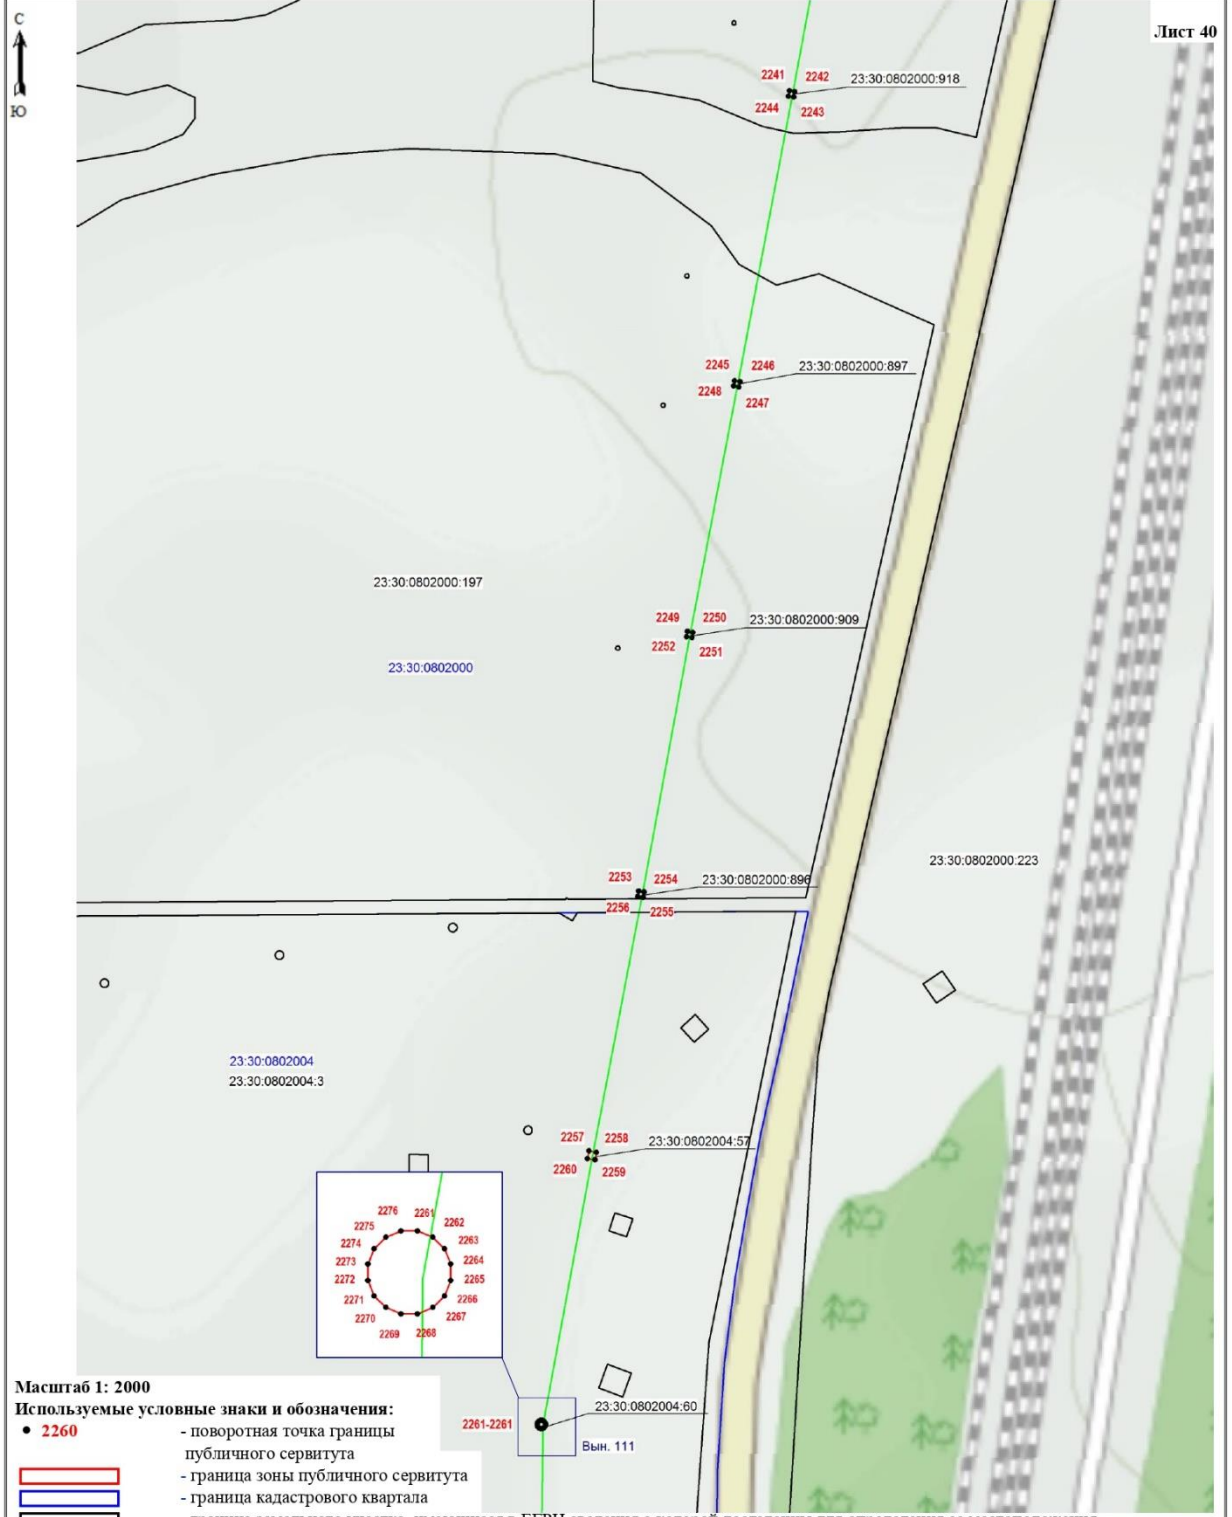 С
Ю
Лист 40
2241 2242 23:30:0802000:918
2244 2243
2245 2246 23:30:0802000:897
2248 2247
23:30:0802000:197
2249 2250 23:30:0802000:909
2252 2251
23:30:0802000
23:30:0802000:223
2253 2254 23:30:0802000:896
2256 2255
23:30:0802004
23:30:0802004:3
2257 2258 23:30:0802004:57
2260 2259
2276 2261
2275 2262
2274 2263
2273 2264
2272 2265
2271 2266
2270 2267
2269 2268
2261-2261 23:30:0802004:60
Вын. 111
Масштаб 1: 2000
Используемые условные знаки и обозначения:
2260 - поворотная точка границы
публичного сервитута
- граница зоны публичного сервитута
- граница кадастрового квартала